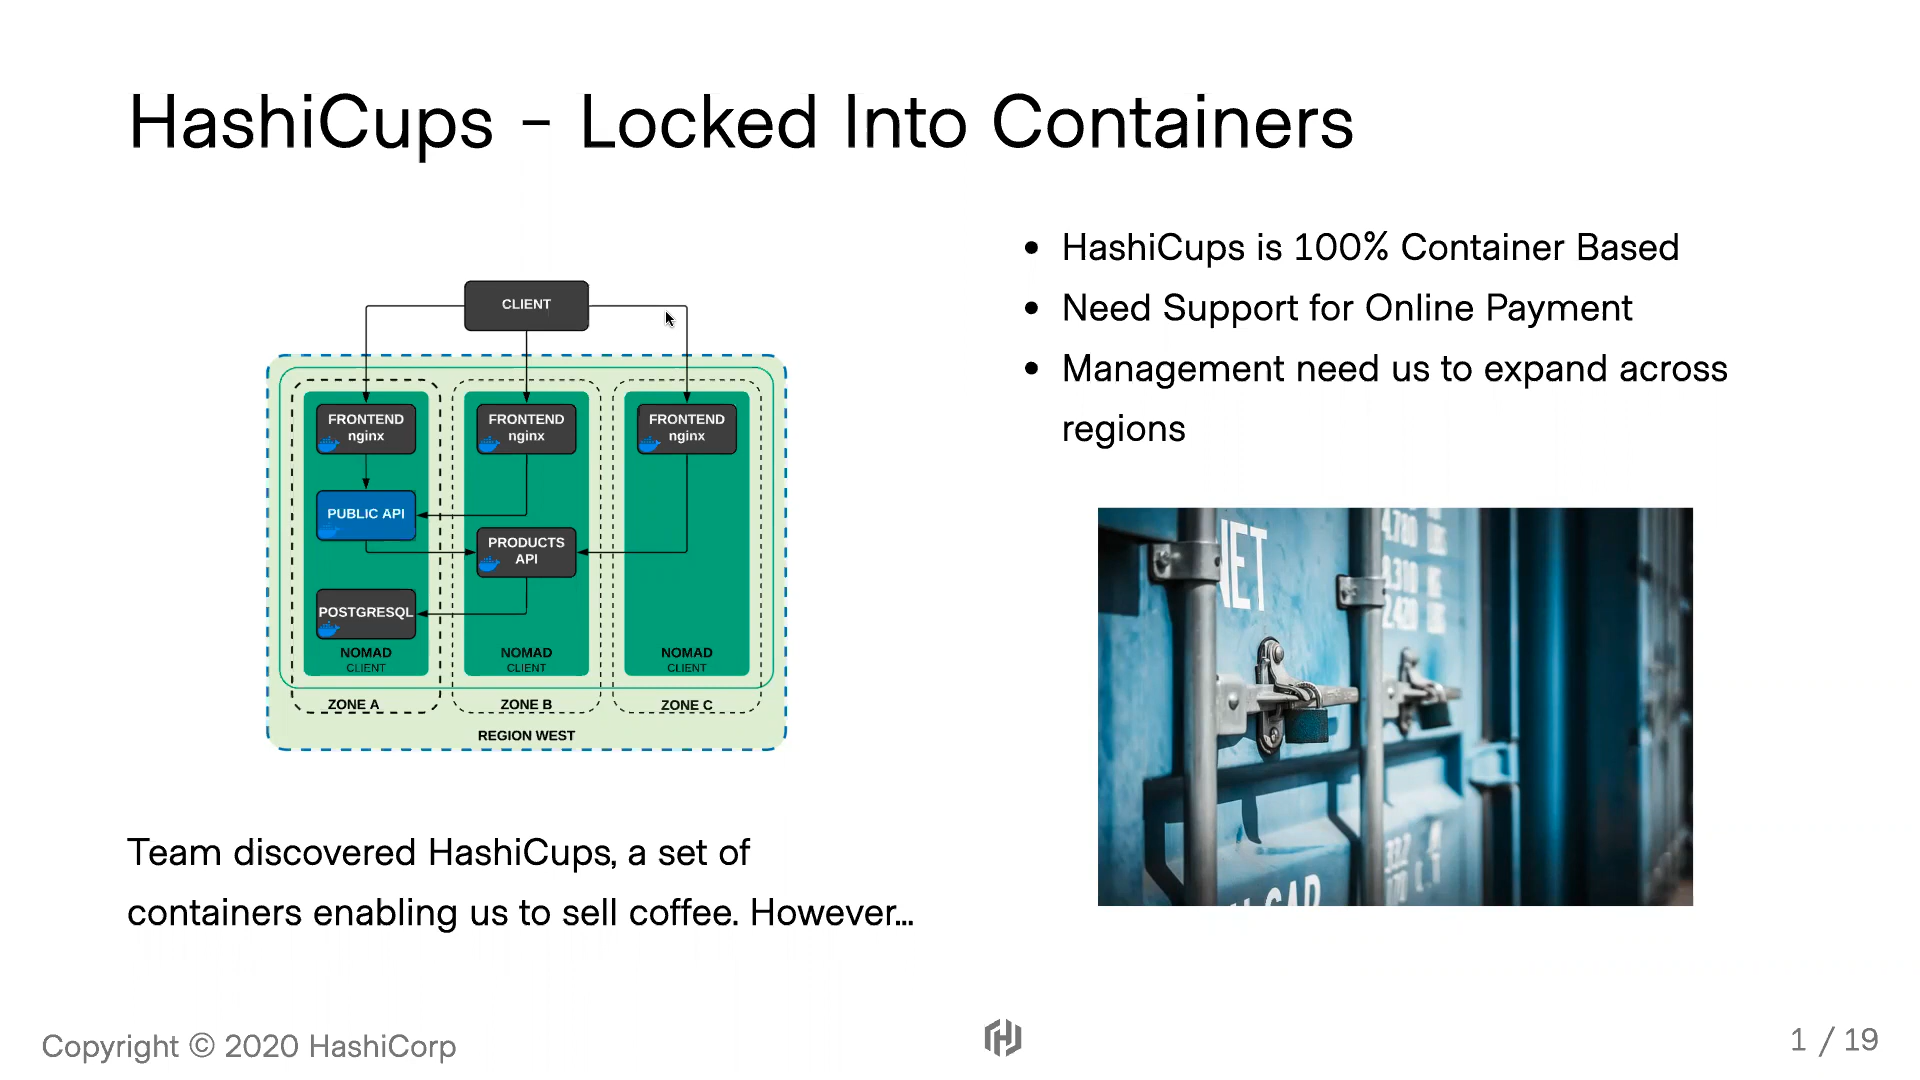 HashiCups - Locked Into Containers
CLIENT
FRONTEND
nginx
FRONTEND
nginx
FRONTEND
nginx
PUBLIC API
PRODUCTS
API
POSTGRESQL
NOMAD
CLIENT
NOMAD
CLIENT
NOMAD
CLIENT
ZONE A
ZONE B
ZONE C
REGION WEST
Team discovered HashiCups, a set of
containers enabling us to sell coffee. However...
• HashiCups is 100% Container Based
• Need Support for Online Payment
• Management need us to expand across
regions
NET
Copyright © 2020 HashiCorp
1 / 19